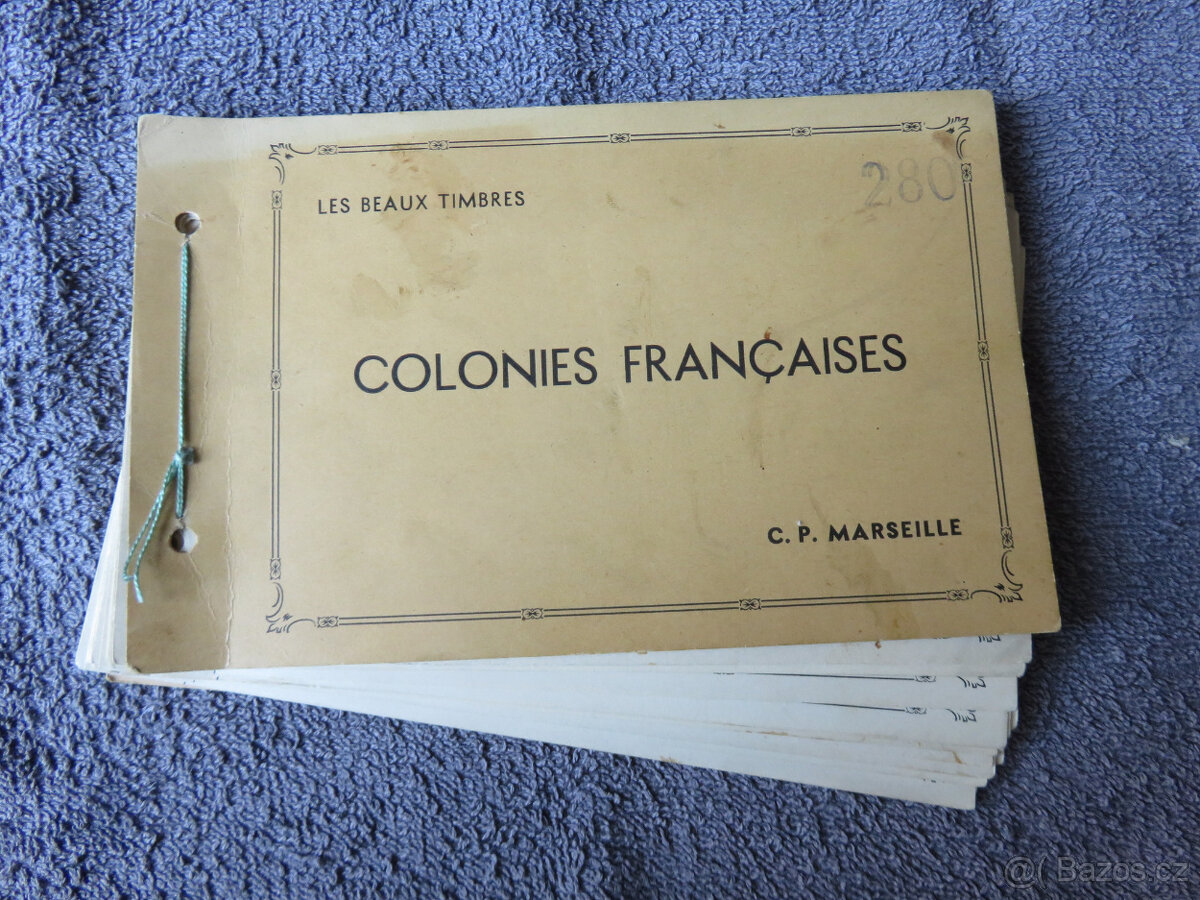 280
LES BEAUX TIMBRES
COLONIES FRANÇAISES
C. P. MARSEILLE
@( Bazos.cz